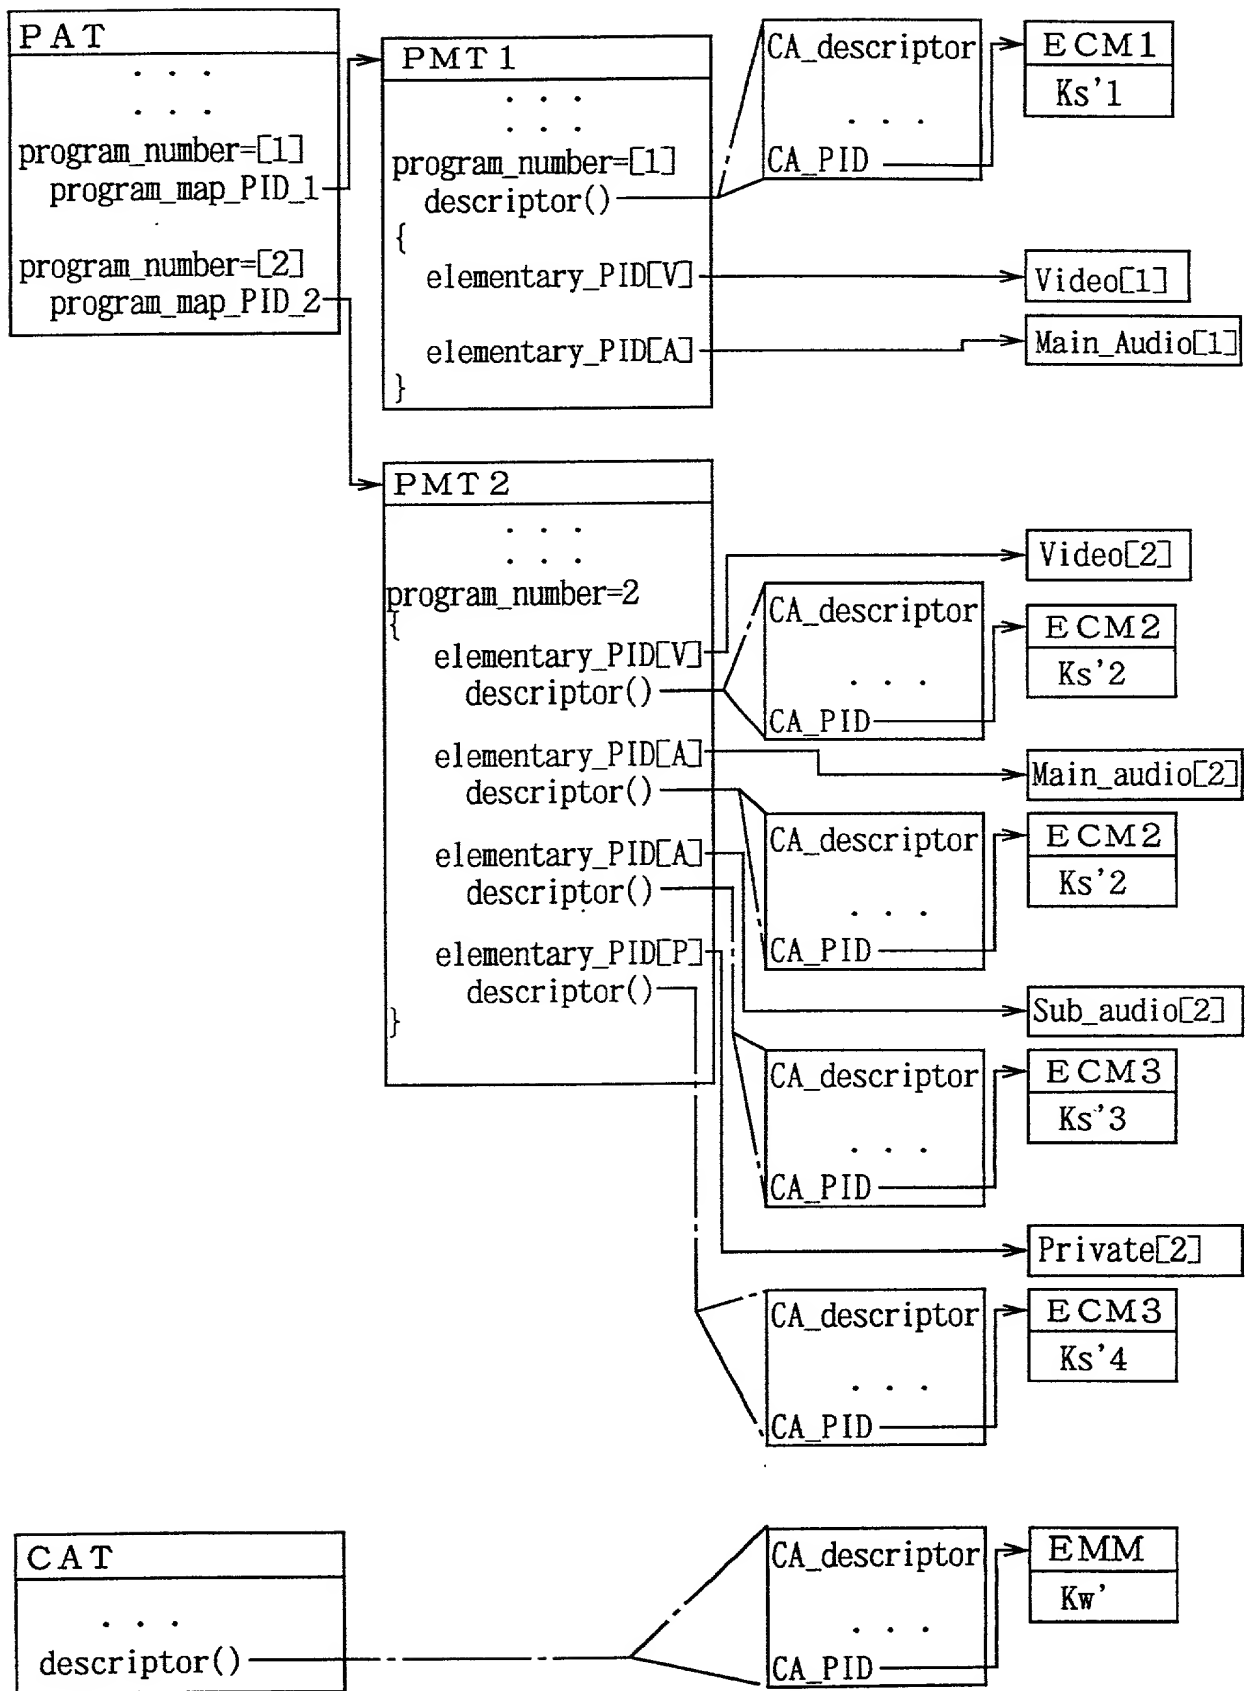 PAT
. . .
. . .
program_number=[1]
program_map_PID_1
program_number=[2]
program_map_PID_2
PMT1
. . .
. . .
program_number=[1]
descriptor()
{
elementary_PID[V]
elementary_PID[A]
}
CA_descriptor
. . .
CA_PID
ECM1
Ks'1
Video[1]
Main_Audio[1]
PMT2
. . .
. . .
program_number=2
{
elementary_PID[V]
descriptor()
elementary_PID[A]
descriptor()
elementary_PID[A]
descriptor()
elementary_PID[P]
descriptor()
}
Video[2]
CA_descriptor
. . .
CA_PID
ECM2
Ks'2
Main_audio[2]
CA_descriptor
. . .
CA_PID
ECM2
Ks'2
Sub_audio[2]
CA_descriptor
. . .
CA_PID
ECM3
Ks'3
Private[2]
CA_descriptor
. . .
CA_PID
ECM3
Ks'4
CAT
. . .
descriptor()
CA_descriptor
. . .
CA_PID
EMM
Kw'